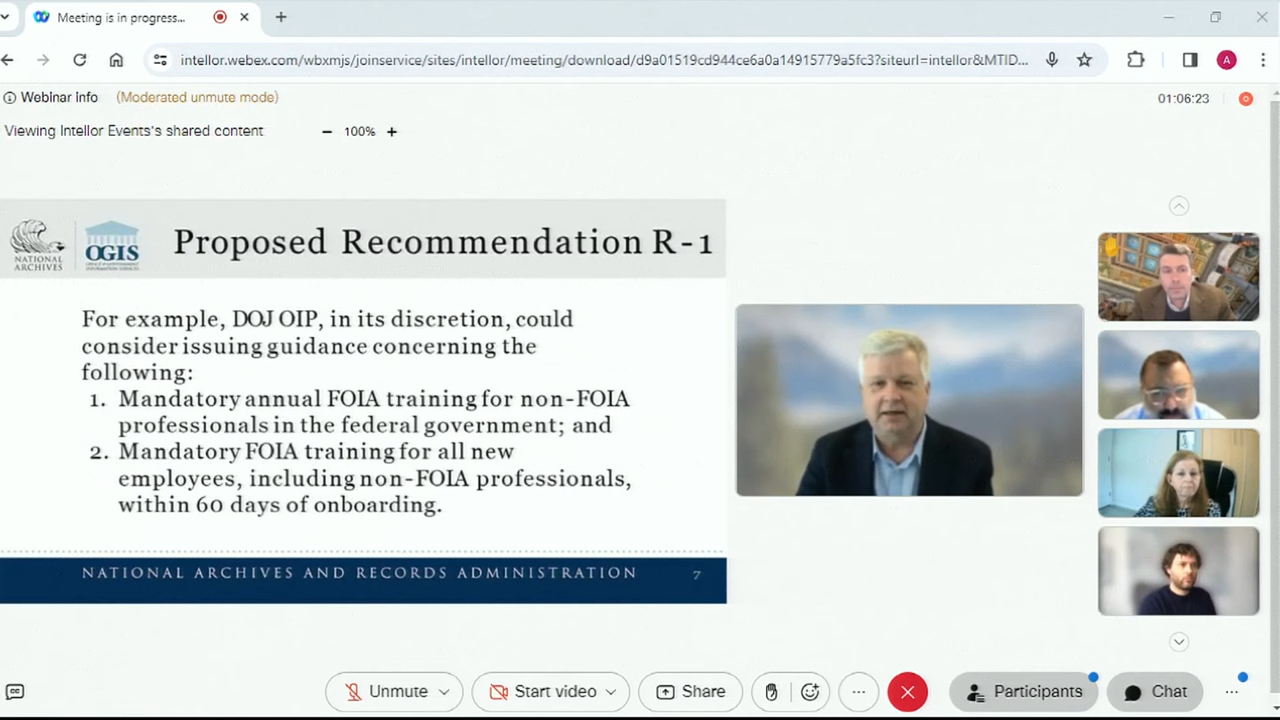 Meeting is in progress...
intellor.webex.com/wbxmjs/joinservice/sites/intellor/meeting/download/d9a01519cd944ce6a0a14915779a5fc3?siteurl=intellor&MTID...
A
Webinar info (Moderated unmute mode)
01:06:23
Viewing Intellor Events's shared content
100%
NATIONAL
ARCHIVES
OGIS
Proposed Recommendation R-1
For example, DOJ OIP, in its discretion, could
consider issuing guidance concerning the
following:
1. Mandatory annual FOIA training for non-FOIA
professionals in the federal government; and
2. Mandatory FOIA training for all new
employees, including non-FOIA professionals,
within 60 days of onboarding.
NATIONAL ARCHIVES AND RECORDS ADMINISTRATION 7
Unmute
Start video
Share
Participants
Chat